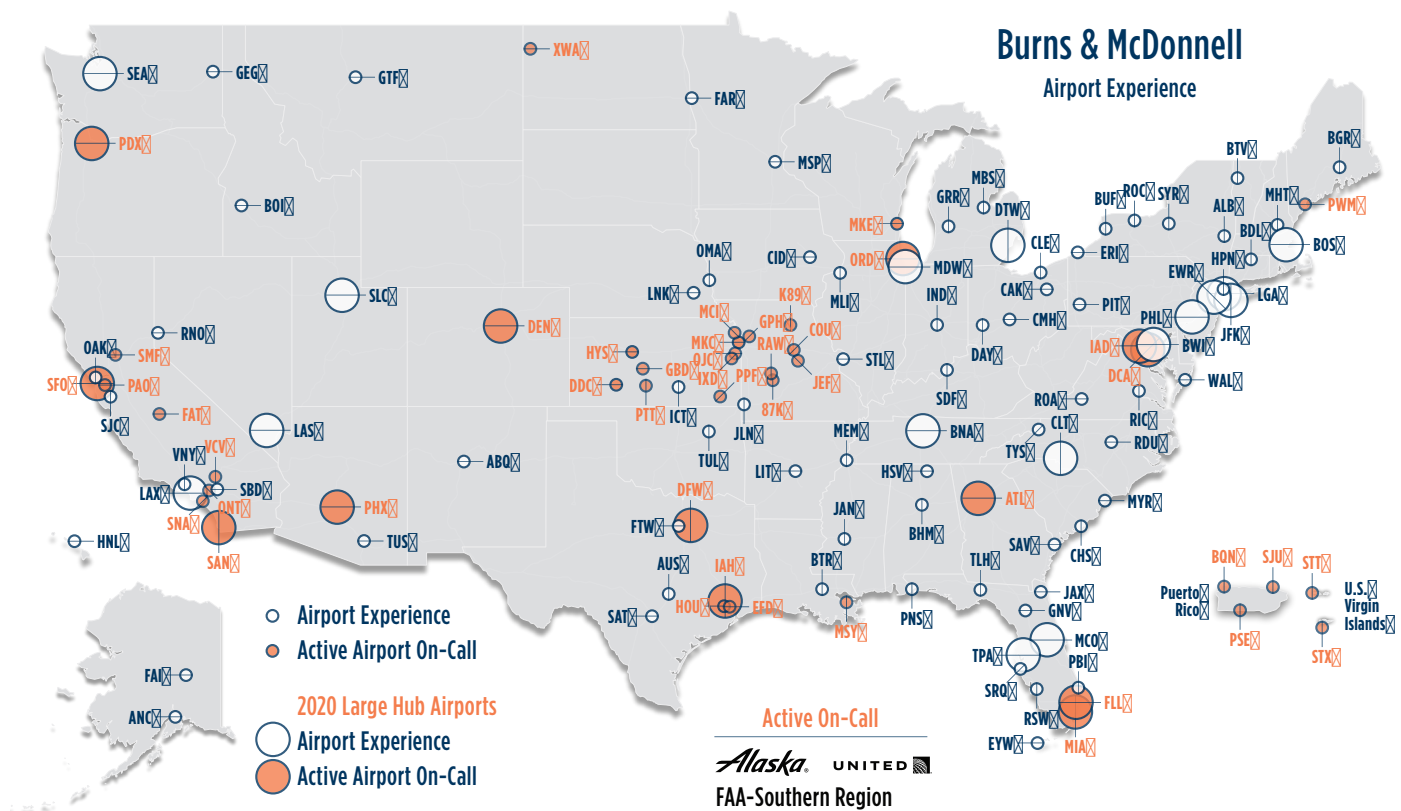 Burns & McDonnell
Airport Experience
XWA
SEA
GEG
GTF
FAR
PDX
MSP
BTV
BGR
BOI
MBS
GRR
DTW
BUF
ROC
SYR
ALB
MHT
PWM
MKE
BDL
BOS
CLE
ERI
OMA
CID
ORD
MDW
HPN
EWR
LGA
SLC
LNK
MLI
K89
IND
CAK
PIT
PHL
JFK
DEN
MCI
GPH
COU
CMH
RNO
OAK
SMF
HYS
MKC
OJC
RAW
STL
DAY
IAD
BWI
SFO
PAO
GBD
DDC
IXD
PPF
JEF
DCA
WAL
SJC
FAT
PTT
ICT
87K
SDF
ROA
RIC
LAS
JLN
MEM
BNA
CLT
TYS
RDU
VNY
VCV
ABQ
TUL
LIT
HSV
LAX
SBD
ONT
SNA
PHX
DFW
ATL
MYR
JAN
BHM
HNL
SAN
TUS
FTW
SAV
CHS
AUS
IAH
BTR
TLH
BQN
SJU
STT
HOU
EFD
SAT
MSY
PNS
JAX
GNV
Puerto
Rico
U.S.
Virgin
Islands
PSE
STX
MCO
TPA
PBI
SRQ
RSW
FLL
MIA
EYW
FAI
ANC
Airport Experience
Active Airport On-Call
2020 Large Hub Airports
Airport Experience
Active Airport On-Call
Active On-Call
Alaska®
UNITED
FAA-Southern Region